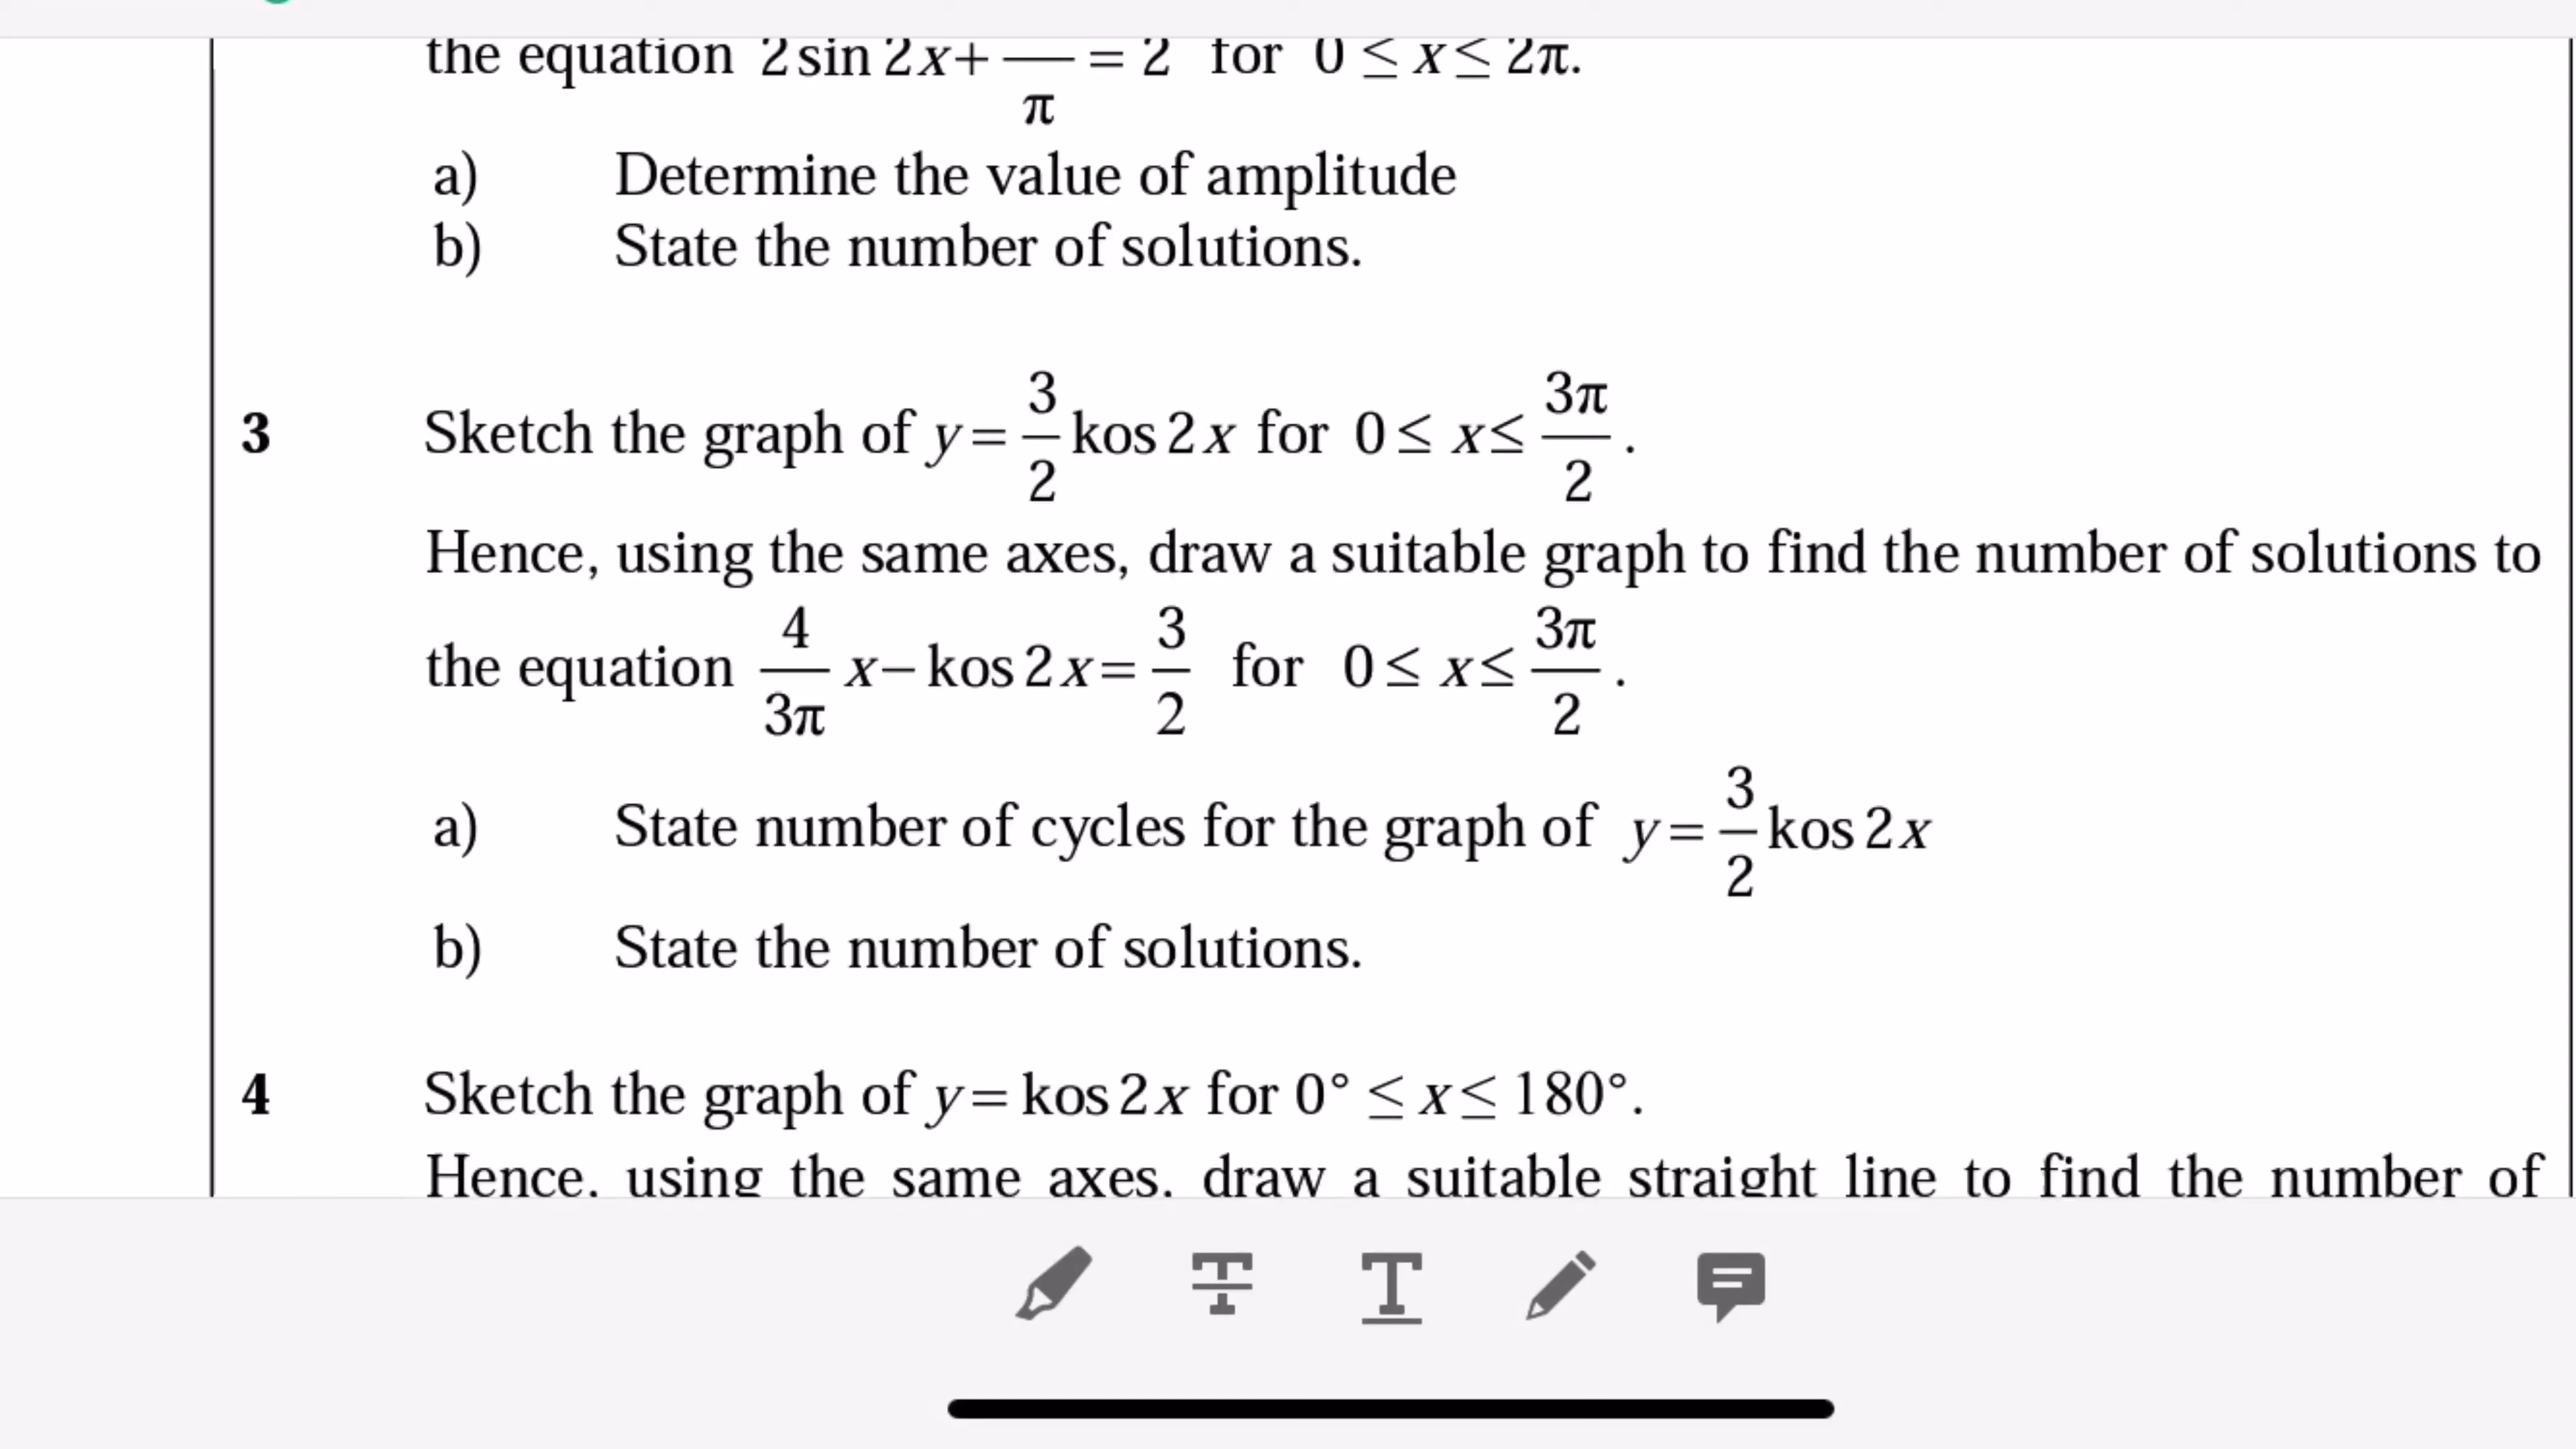 the equation 2 sin 2x + — / π = 2 for 0 ≤ x ≤ 2π.
a) Determine the value of amplitude
b) State the number of solutions.
3 Sketch the graph of y = 3/2 kos 2x for 0 ≤ x ≤ 3π/2 .
Hence, using the same axes, draw a suitable graph to find the number of solutions to
the equation 4/3π x − kos 2x = 3/2 for 0 ≤ x ≤ 3π/2 .
a) State number of cycles for the graph of y = 3/2 kos 2x
b) State the number of solutions.
4 Sketch the graph of y = kos 2x for 0° ≤ x ≤ 180°.
Hence, using the same axes, draw a suitable straight line to find the number of